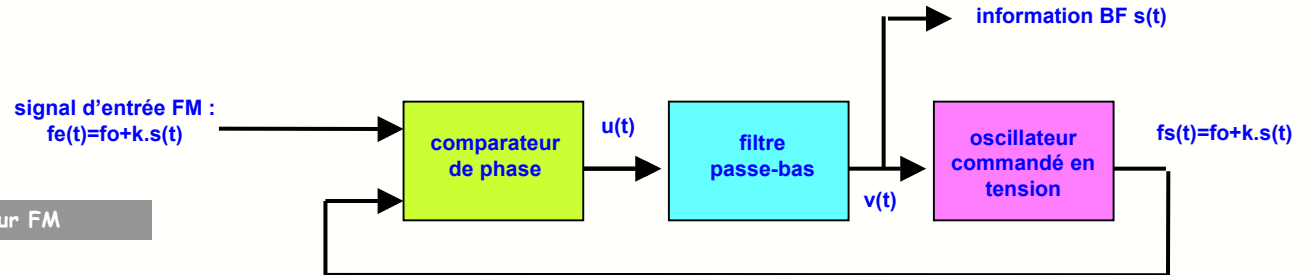 information BF s(t)
signal d'entrée FM :
fe(t)=fo+k.s(t)
comparateur
de phase
u(t)
filtre
passe-bas
v(t)
oscillateur
commandé en
tension
fs(t)=fo+k.s(t)
ur FM